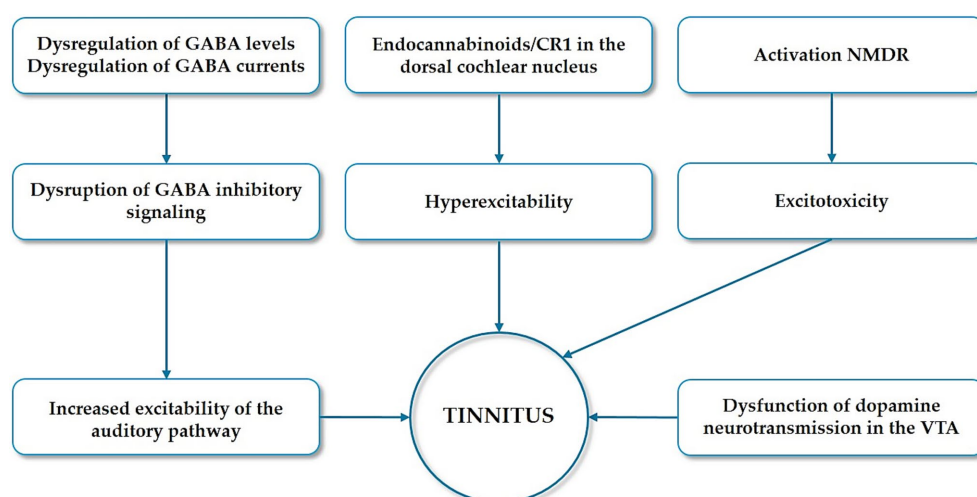 Dysregulation of GABA levels
Dysregulation of GABA currents
Endocannabinoids/CR1 in the
dorsal cochlear nucleus
Activation NMDR
Dysruption of GABA inhibitory
signaling
Hyperexcitability
Excitotoxicity
Increased excitability of the
auditory pathway
TINNITUS
Dysfunction of dopamine
neurotransmission in the VTA